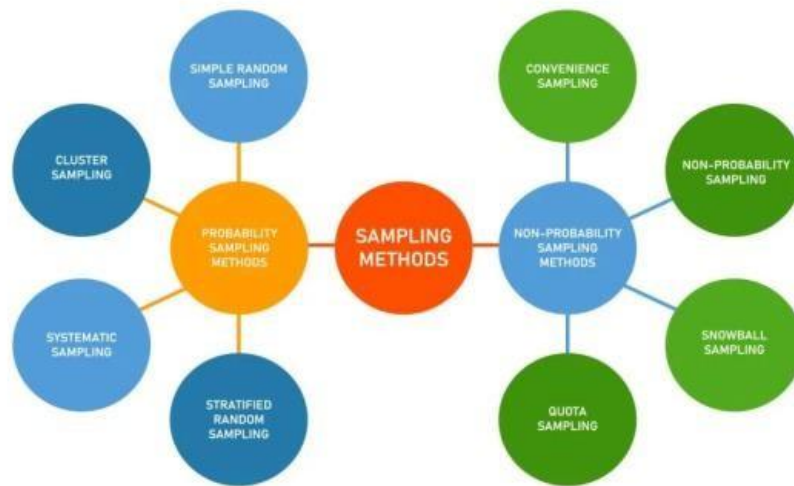 SIMPLE RANDOM
SAMPLING
CONVENIENCE
SAMPLING
CLUSTER
SAMPLING
NON-PROBABILITY
SAMPLING
PROBABILITY
SAMPLING
METHODS
SAMPLING
METHODS
NON-PROBABILITY
SAMPLING
METHODS
SYSTEMATIC
SAMPLING
SNOWBALL
SAMPLING
STRATIFIED
RANDOM
SAMPLING
QUOTA
SAMPLING